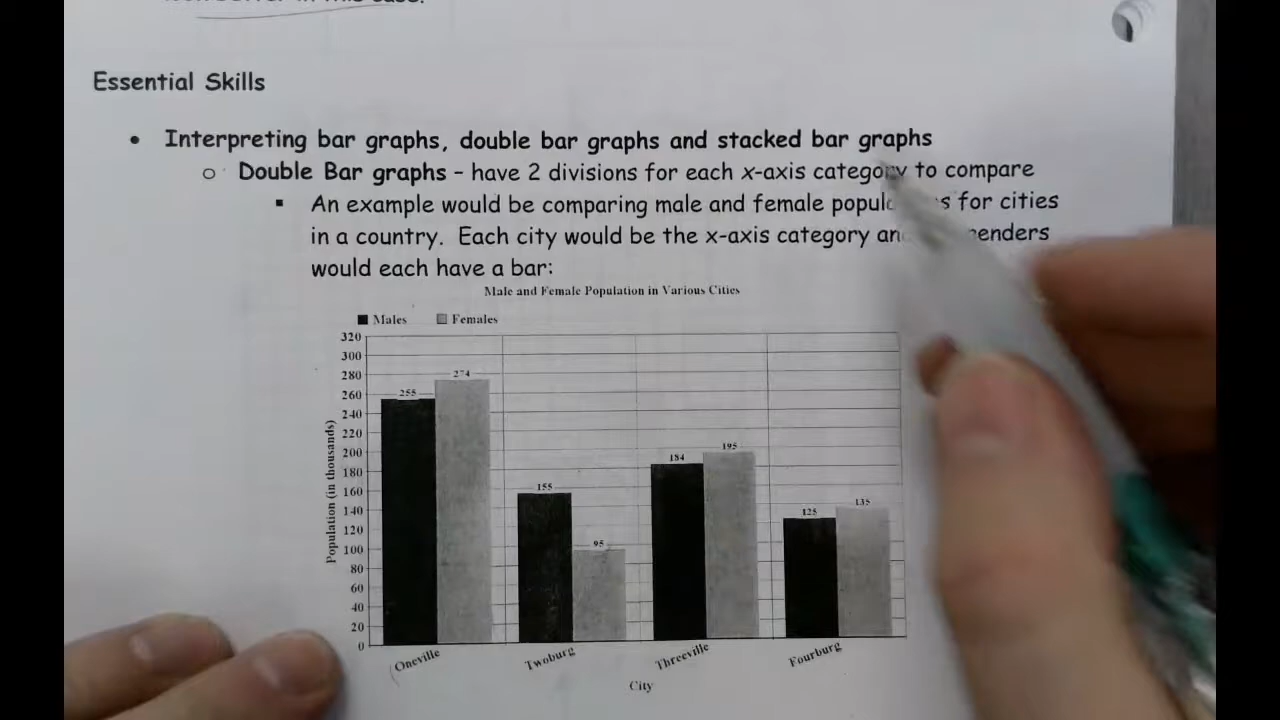 Essential Skills
• Interpreting bar graphs, double bar graphs and stacked bar graphs
o Double Bar graphs – have 2 divisions for each x-axis category to compare
▪ An example would be comparing male and female for cities
in a country. Each city would be the x-axis category
would each have a bar:
Male and Female Population in Various Cities
Males Females
320
300
280
260
240
220
200
180
160
140
120
100
80
60
40
20
0
Population (in thousands)
255
274
155
95
184
195
125
135
Oneville
Twoburg
Threeville
Fourburg
City